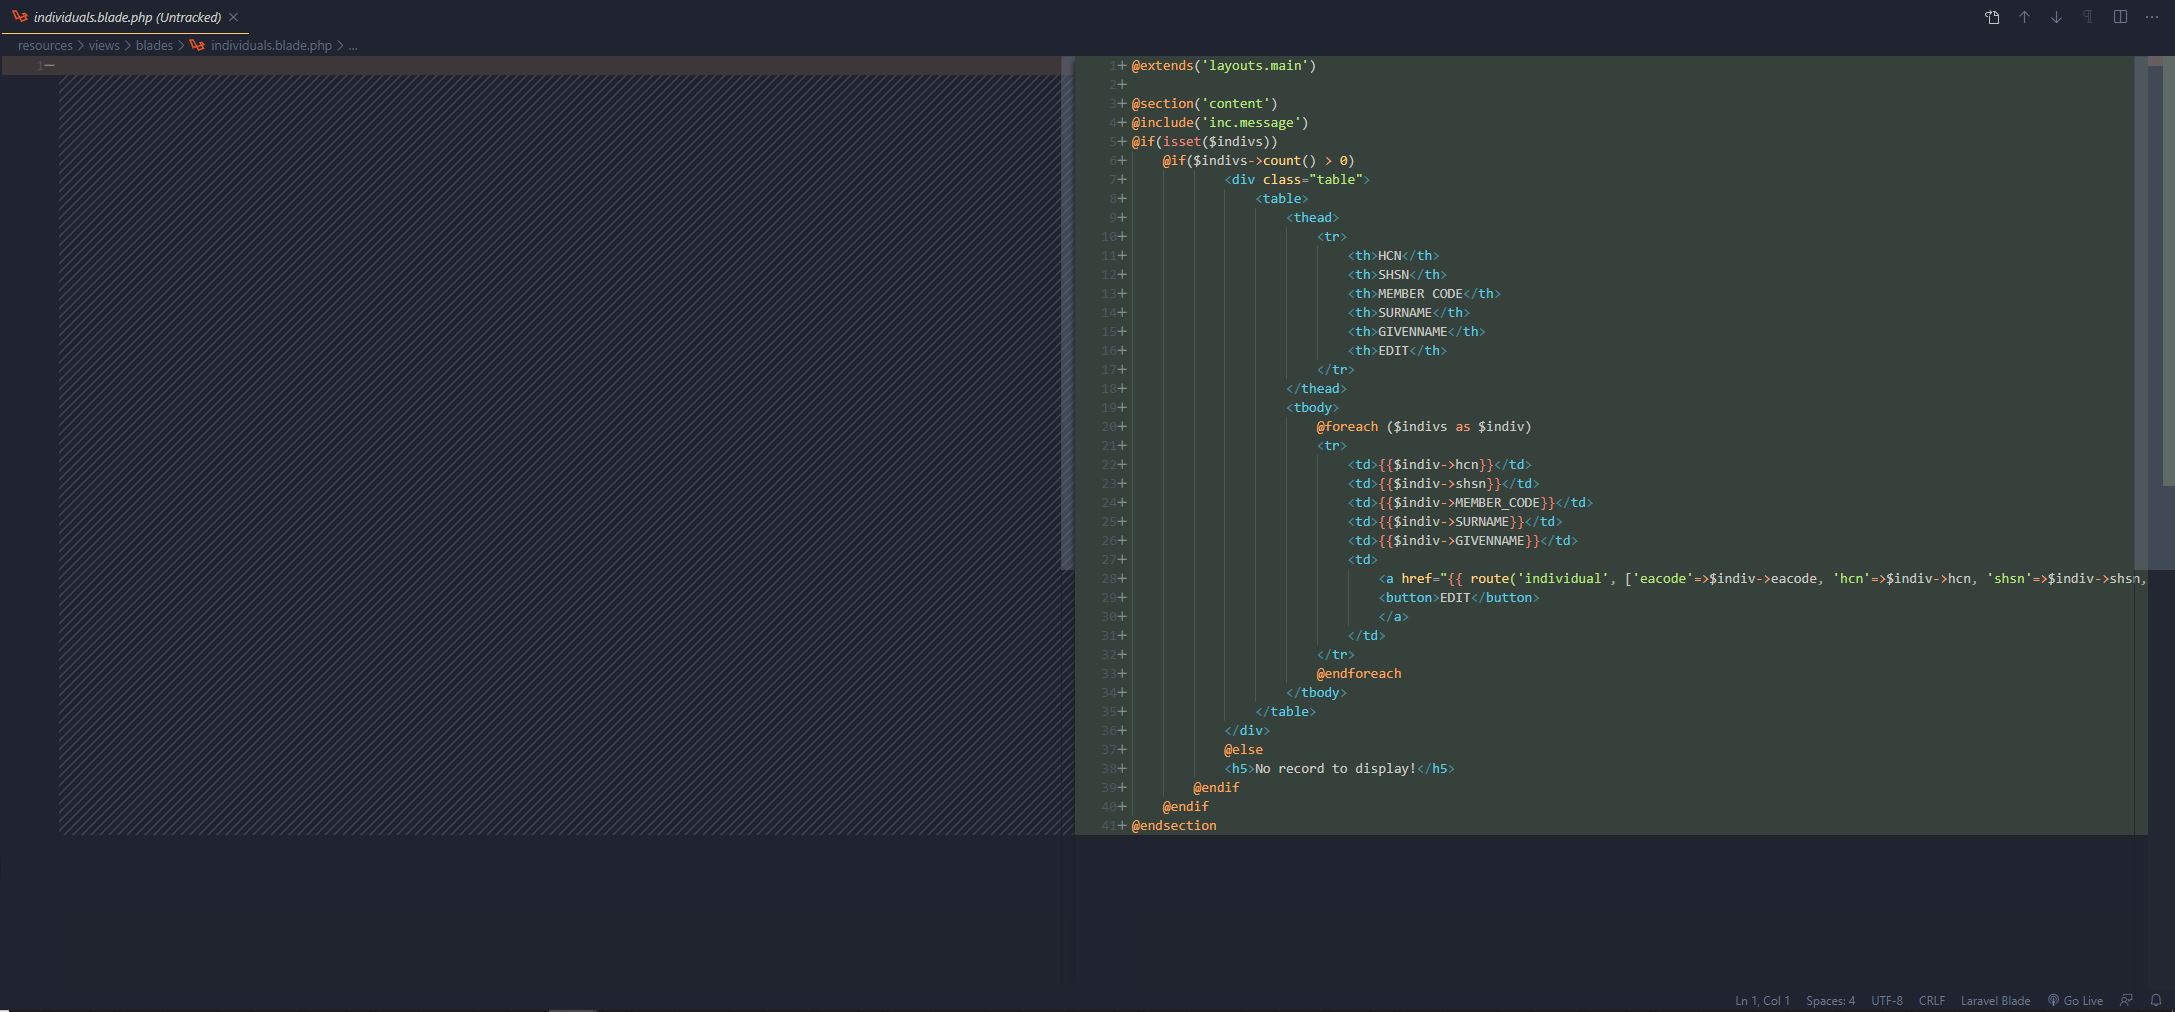 individuals.blade.php (Untracked)
resources > views > blades > individuals.blade.php > ...
1-
1+ @extends('layouts.main')
2+
3+ @section('content')
4+ @include('inc.message')
5+ @if(isset($indivs))
6+ @if($indivs->count() > 0)
7+ <div class="table">
8+ <table>
9+ <thead>
10+ <tr>
11+ <th>HCN</th>
12+ <th>SHSN</th>
13+ <th>MEMBER CODE</th>
14+ <th>SURNAME</th>
15+ <th>GIVENNAME</th>
16+ <th>EDIT</th>
17+ </tr>
18+ </thead>
19+ <tbody>
20+ @foreach ($indivs as $indiv)
21+ <tr>
22+ <td>{{$indiv->hcn}}</td>
23+ <td>{{$indiv->shsn}}</td>
24+ <td>{{$indiv->MEMBER_CODE}}</td>
25+ <td>{{$indiv->SURNAME}}</td>
26+ <td>{{$indiv->GIVENNAME}}</td>
27+ <td>
28+ <a href="{{ route('individual', ['eacode'=>$indiv->eacode, 'hcn'=>$indiv->hcn, 'shsn'=>$indiv->shsn,
29+ <button>EDIT</button>
30+ </a>
31+ </td>
32+ </tr>
33+ @endforeach
34+ </tbody>
35+ </table>
36+ </div>
37+ @else
38+ <h5>No record to display!</h5>
39+ @endif
40+ @endif
41+ @endsection
Ln 1, Col 1 Spaces: 4 UTF-8 CRLF Laravel Blade Go Live